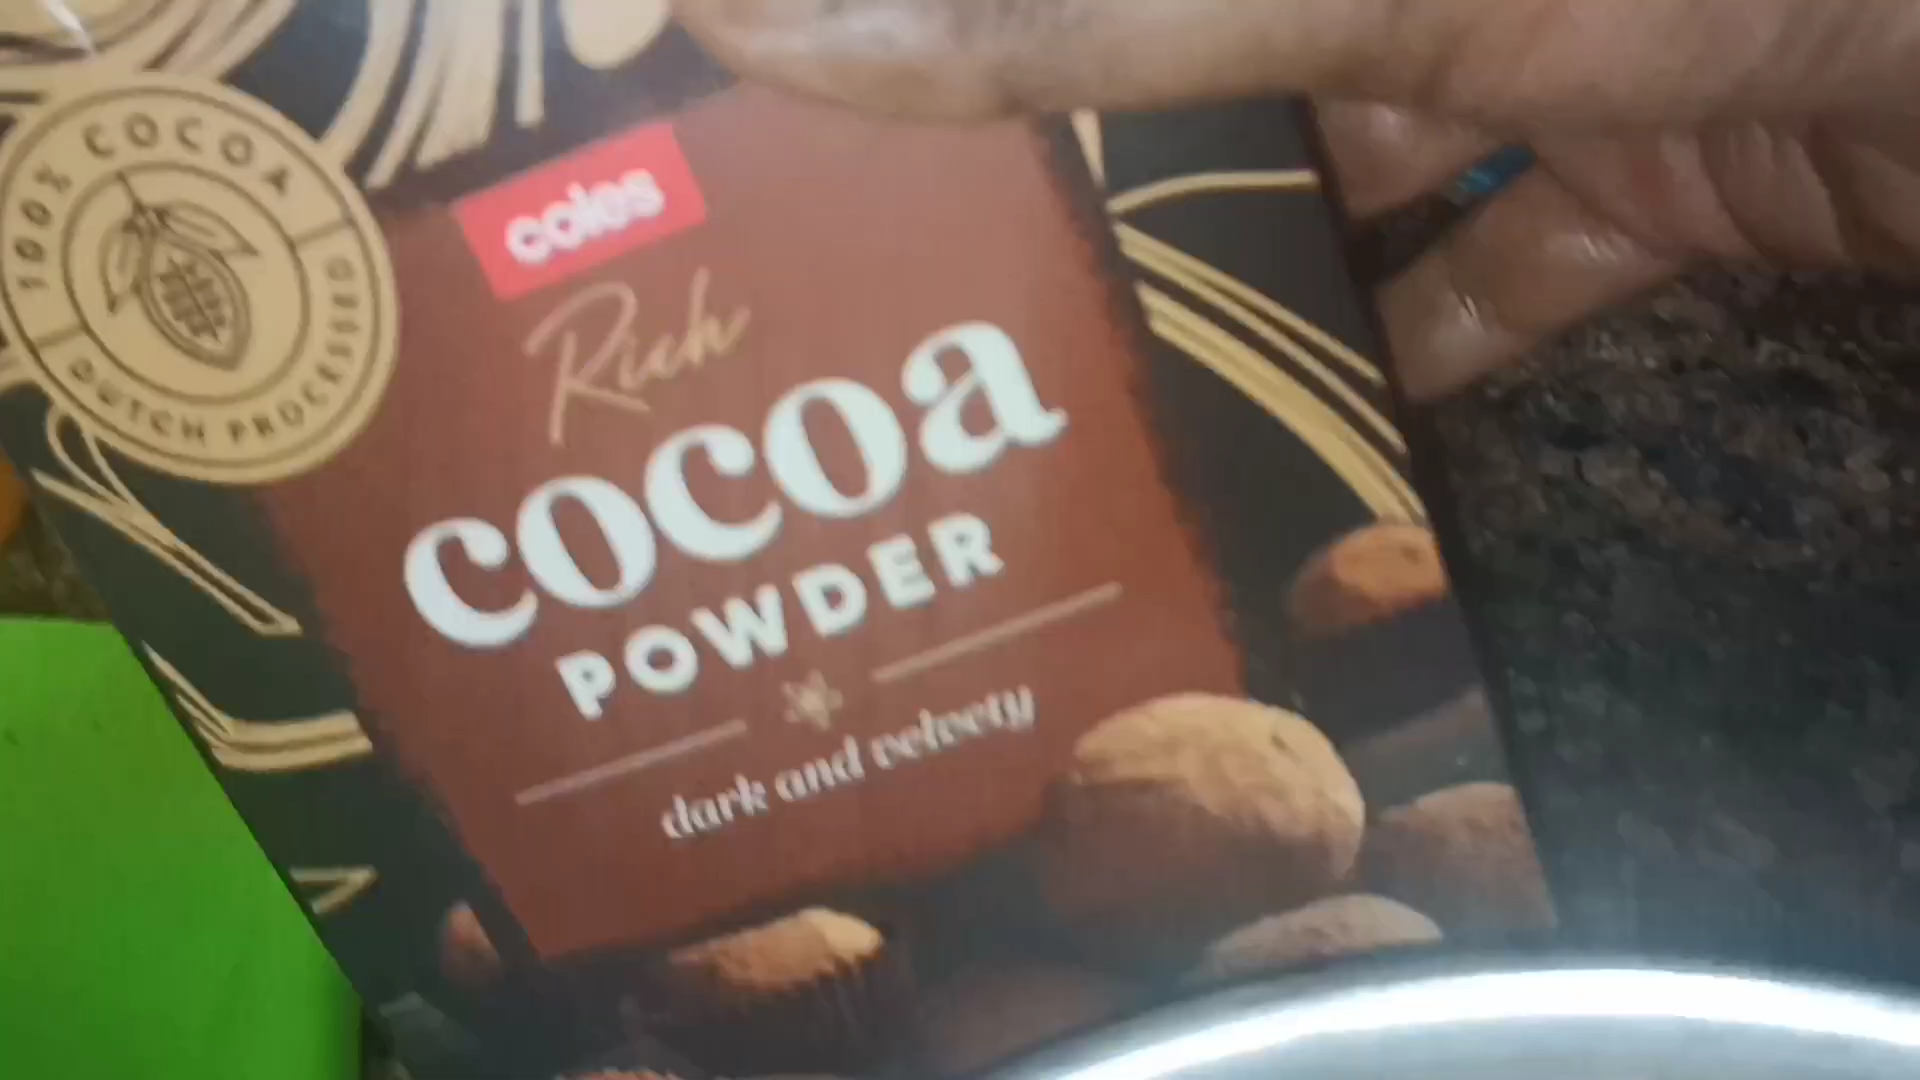 100% COCOA
DUTCH PROCESSED
coles
Rich
cocoa
POWDER
dark and velvety